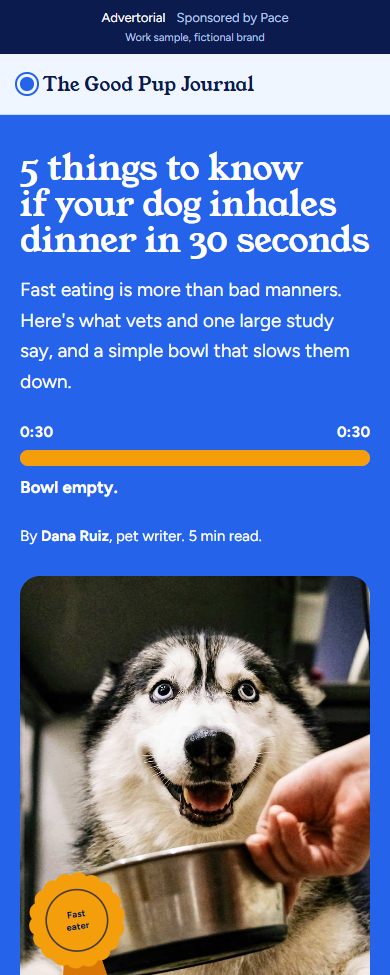 Advertorial Sponsored by Pace
Work sample, fictional brand
The Good Pup Journal
5 things to know
if your dog inhales
dinner in 30 seconds
Fast eating is more than bad manners.
Here's what vets and one large study
say, and a simple bowl that slows them
down.
0:30 0:30
Bowl empty.
By Dana Ruiz, pet writer. 5 min read.
Fast
eater